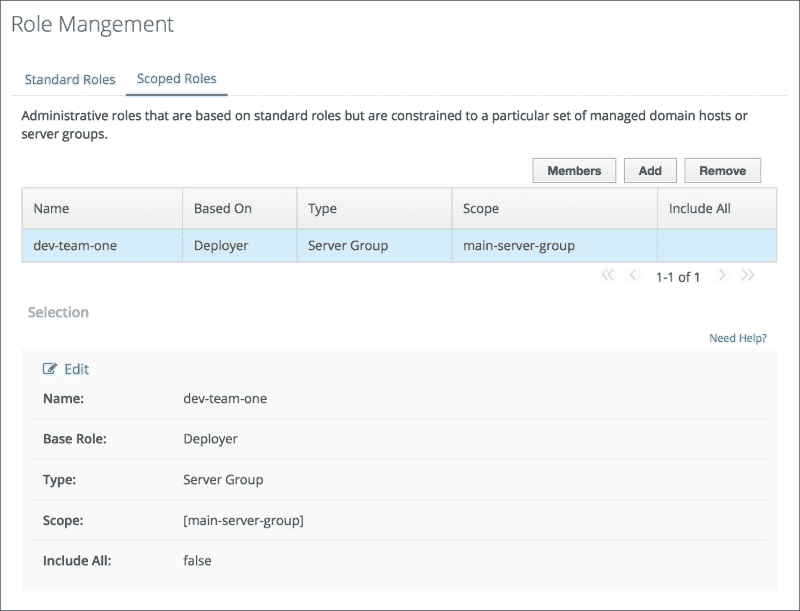 Role Mangement
Standard Roles Scoped Roles
Administrative roles that are based on standard roles but are constrained to a particular set of managed domain hosts or
server groups.
Members Add Remove
Name Based On Type Scope Include All
dev-team-one Deployer Server Group main-server-group
1-1 of 1
Selection
Need Help?
Edit
Name: dev-team-one
Base Role: Deployer
Type: Server Group
Scope: [main-server-group]
Include All: false